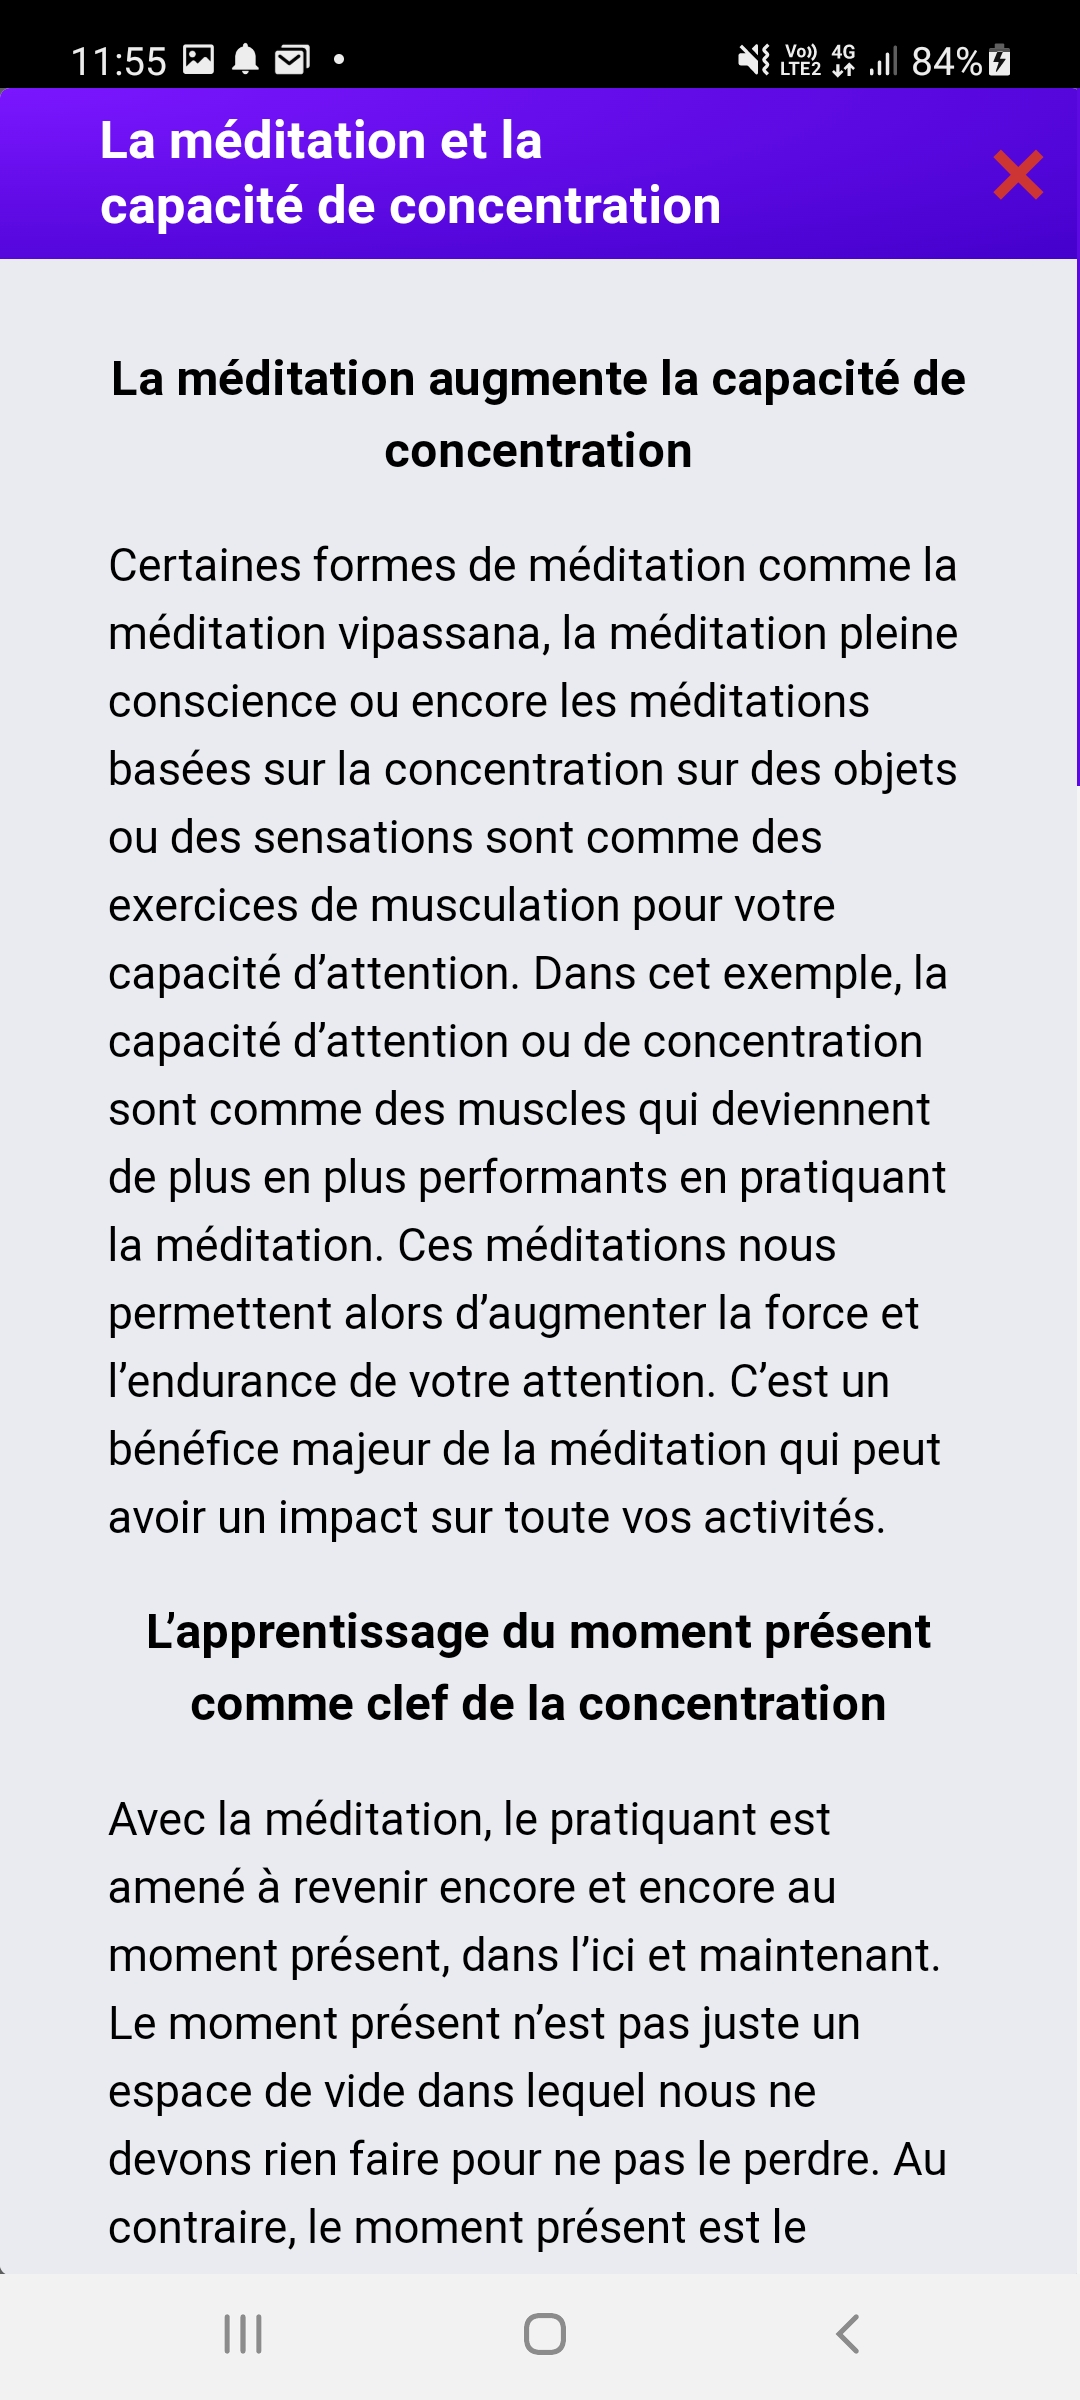 11:55
Vo)) LTE2 4G 84%
La méditation et la
capacité de concentration
La méditation augmente la capacité de
concentration
Certaines formes de méditation comme la
méditation vipassana, la méditation pleine
conscience ou encore les méditations
basées sur la concentration sur des objets
ou des sensations sont comme des
exercices de musculation pour votre
capacité d’attention. Dans cet exemple, la
capacité d’attention ou de concentration
sont comme des muscles qui deviennent
de plus en plus performants en pratiquant
la méditation. Ces méditations nous
permettent alors d’augmenter la force et
l’endurance de votre attention. C’est un
bénéfice majeur de la méditation qui peut
avoir un impact sur toute vos activités.
L’apprentissage du moment présent
comme clef de la concentration
Avec la méditation, le pratiquant est
amené à revenir encore et encore au
moment présent, dans l’ici et maintenant.
Le moment présent n’est pas juste un
espace de vide dans lequel nous ne
devons rien faire pour ne pas le perdre. Au
contraire, le moment présent est le